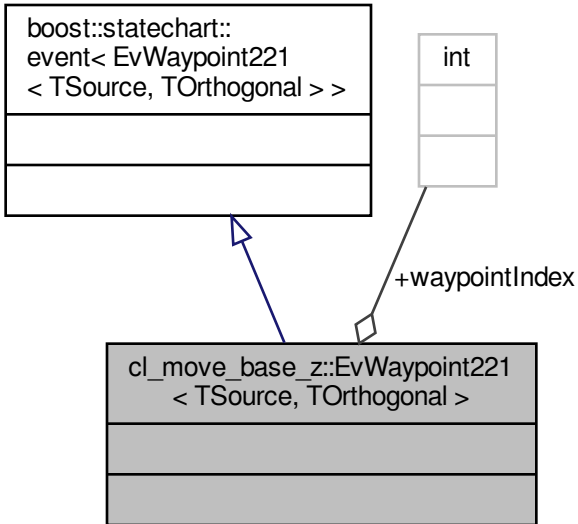 boost::statechart::
event< EvWaypoint221
< TSource, TOrthogonal > >
int
+waypointIndex
cl_move_base_z::EvWaypoint221
< TSource, TOrthogonal >